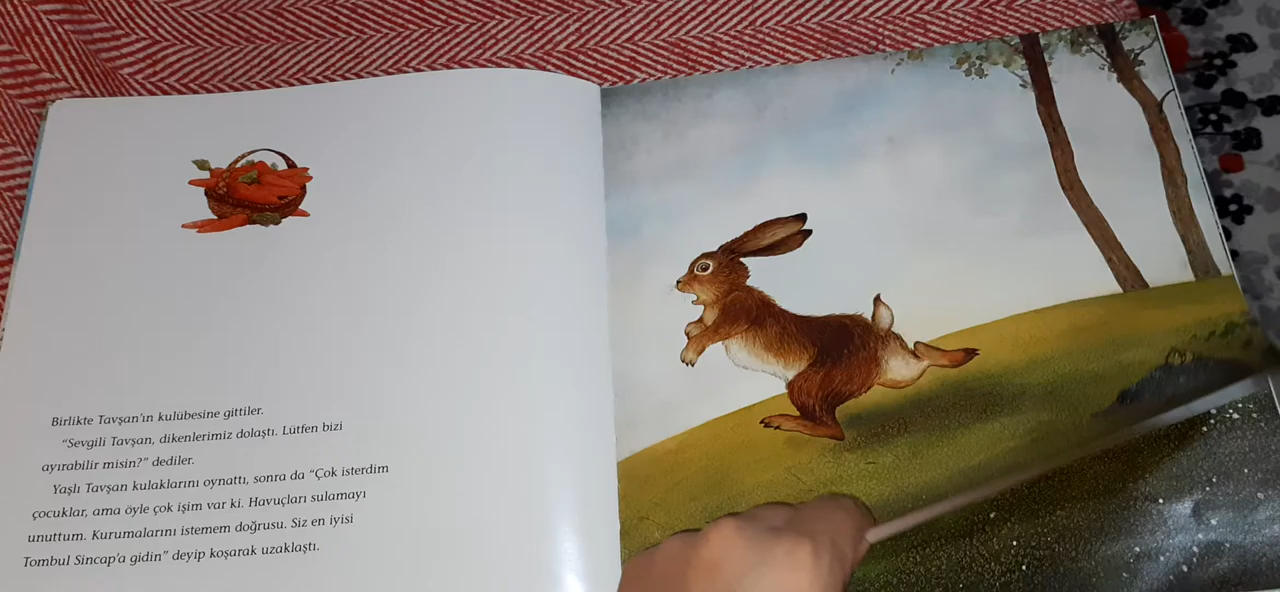 Birlikte Tavşan'ın kulübesine gittiler.
“Sevgili Tavşan, dikenlerimiz dolaştı. Lütfen bizi
ayırabilir misin?” dediler.
Yaşlı Tavşan kulaklarını oynattı, sonra da “Çok isterdim
çocuklar, ama öyle çok işim var ki. Havuçları sulamayı
unuttum. Kurumalarını istemem doğrusu. Siz en iyisi
Tombul Sincap'a gidin” deyip koşarak uzaklaştı.